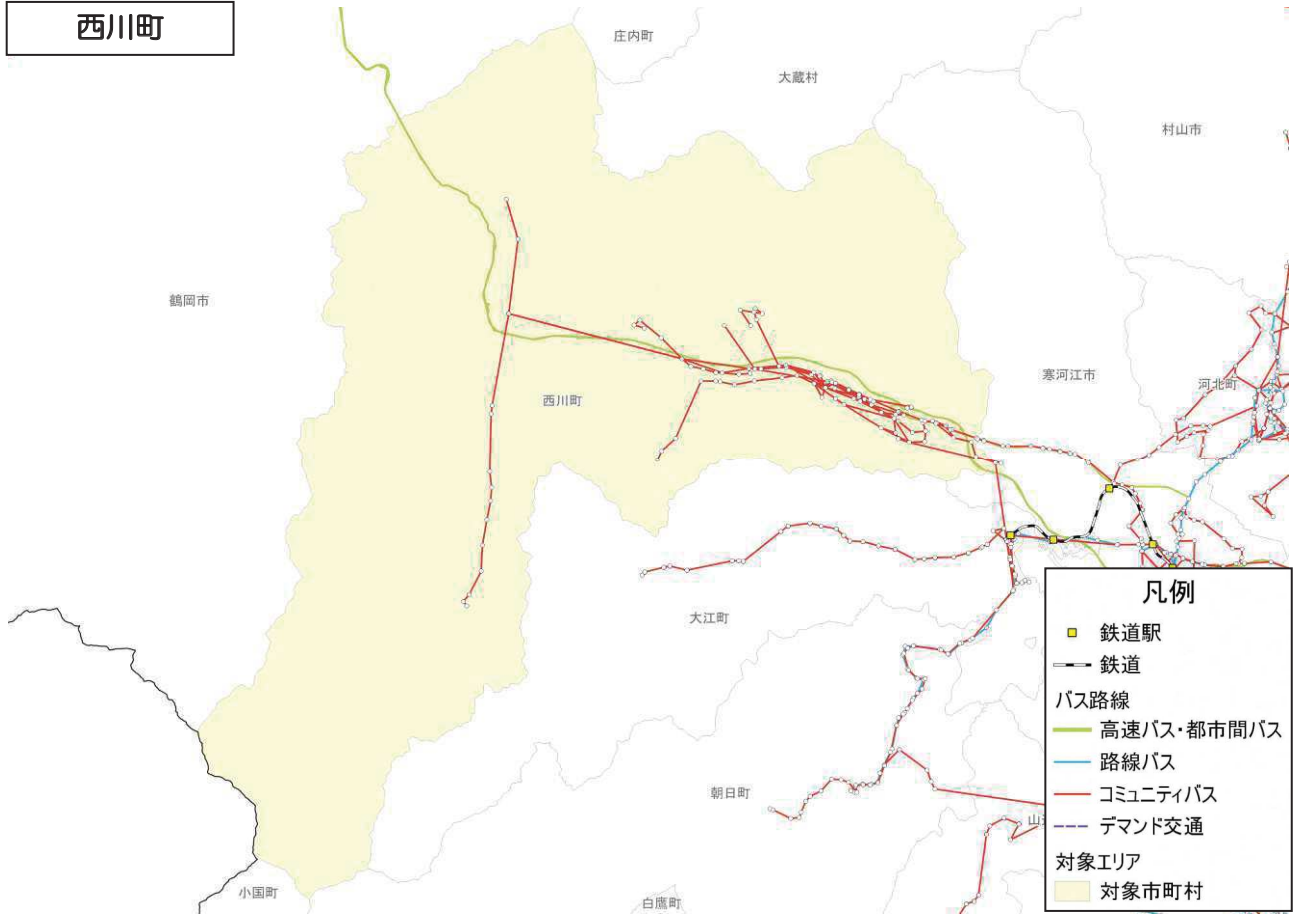 西川町
庄内町
大蔵村
村山市
鶴岡市
寒河江市
河北町
西川町
大江町
朝日町
山
小国町
白鷹町
凡例
鉄道駅
鉄道
バス路線
高速バス・都市間バス
路線バス
コミュニティバス
デマンド交通
対象エリア
対象市町村